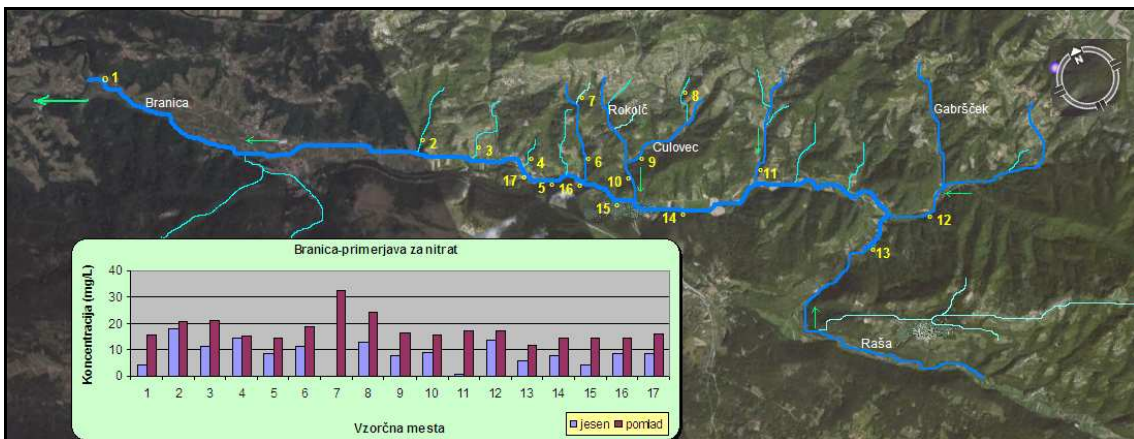 N
1
Branica
7
Rokolč
8
Gabršček
2
3
4
6
9
Culovec
17
5
16
10
11
15
14
12
13
Raša
Branica-primerjava za nitrat
Koncentracija (mg/L)
40
30
20
10
0
1 2 3 4 5 6 7 8 9 10 11 12 13 14 15 16 17
Vzorčna mesta
jesen pomlad